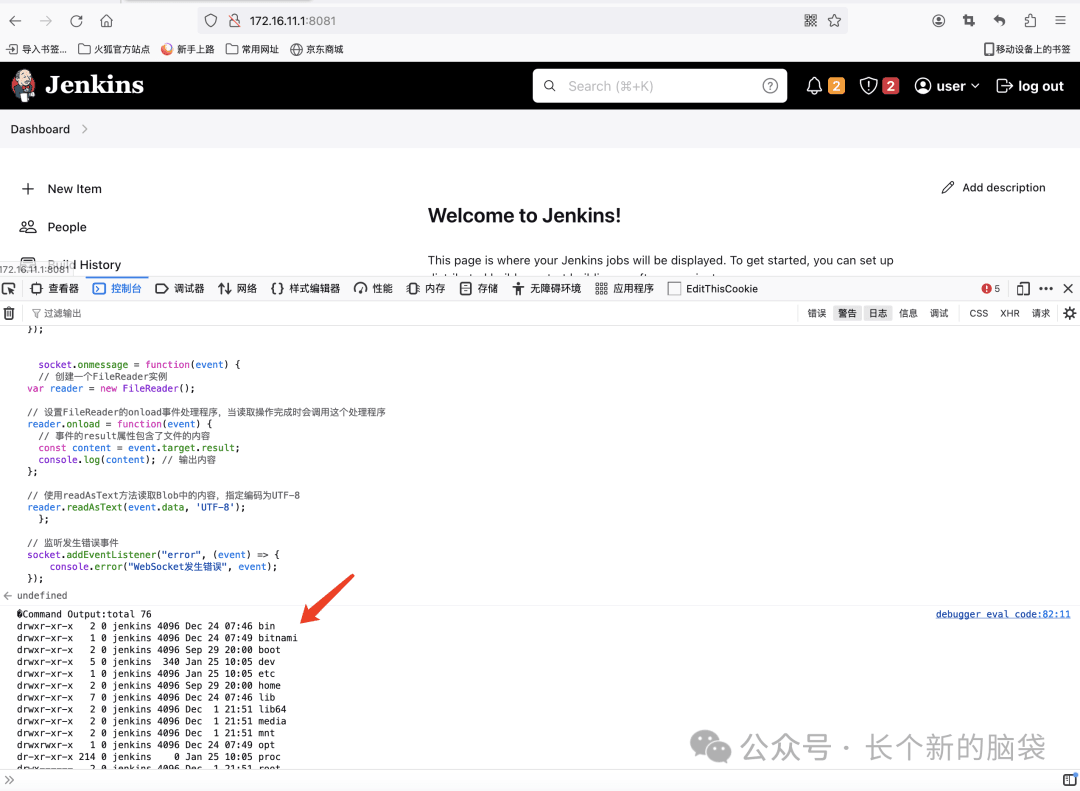 172.16.11.1:8081
导入书签... 火狐官方站点 新手上路 常用网址 京东商城 移动设备上的书签
Jenkins Search (⌘+K) 2 2 user log out
Dashboard
New Item Add description
Welcome to Jenkins!
People
Build History
This page is where your Jenkins jobs will be displayed. To get started, you can set up
172.16.11.1:8081
查看器 控制台 调试器 网络 样式编辑器 性能 内存 存储 无障碍环境 应用程序 EditThisCookie 5
过滤输出 错误 警告 日志 信息 调试 CSS XHR 请求
});
socket.onmessage = function(event) {
// 创建一个FileReader实例
var reader = new FileReader();
// 设置FileReader的onload事件处理程序，当读取操作完成时会调用这个处理程序
reader.onload = function(event) {
// 事件的result属性包含了文件的内容
const content = event.target.result;
console.log(content); // 输出内容
};
// 使用readAsText方法读取Blob中的内容，指定编码为UTF-8
reader.readAsText(event.data, 'UTF-8');
};
// 监听发生错误事件
socket.addEventListener("error", (event) => {
console.error("WebSocket发生错误", event);
});
undefined
�Command Output:total 76 debugger eval code:82:11
drwxr-xr-x 2 0 jenkins 4096 Dec 24 07:46 bin
drwxr-xr-x 1 0 jenkins 4096 Dec 24 07:49 bitnami
drwxr-xr-x 2 0 jenkins 4096 Sep 29 20:00 boot
drwxr-xr-x 5 0 jenkins 340 Jan 25 10:05 dev
drwxr-xr-x 1 0 jenkins 4096 Jan 25 10:05 etc
drwxr-xr-x 2 0 jenkins 4096 Sep 29 20:00 home
drwxr-xr-x 7 0 jenkins 4096 Dec 24 07:46 lib
drwxr-xr-x 2 0 jenkins 4096 Dec 1 21:51 lib64
drwxr-xr-x 2 0 jenkins 4096 Dec 1 21:51 media
drwxr-xr-x 2 0 jenkins 4096 Dec 1 21:51 mnt
drwxrwxr-x 1 0 jenkins 4096 Dec 24 07:49 opt
dr-xr-xr-x 214 0 jenkins 0 Jan 25 10:05 proc
drwx------ 2 0 jenkins 4096 Dec 1 21:51 root
公众号 · 长个新的脑袋